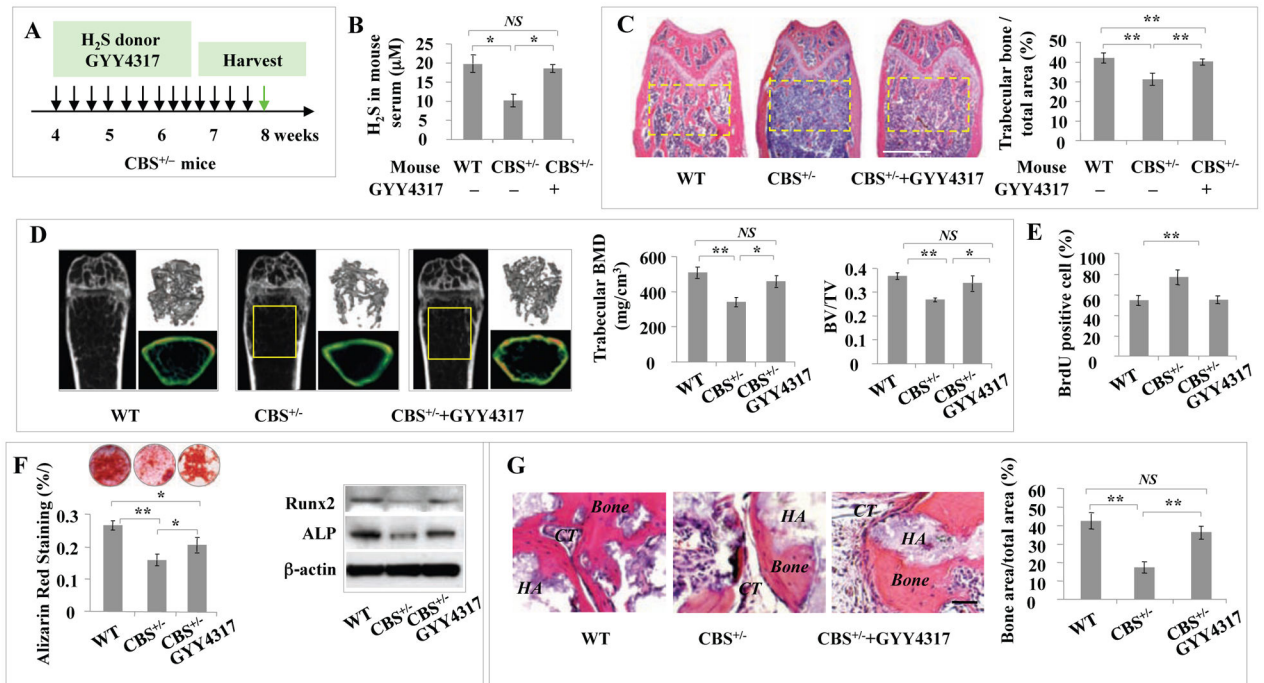 A
H₂S donor
GYY4317
Harvest
4 5 6 7 8 weeks
CBS⁺/⁻ mice
B
H₂S in mouse
serum (μM)
25
20
15
10
5
0
NS
* *
Mouse WT CBS⁺/⁻ CBS⁺/⁻
GYY4317 – – +
C
WT CBS⁺/⁻ CBS⁺/⁻+GYY4317
Trabecular bone /
total area (%)
50
40
30
20
10
0
**
** **
Mouse WT CBS⁺/⁻ CBS⁺/⁻
GYY4317 – – +
D
WT CBS⁺/⁻ CBS⁺/⁻+GYY4317
Trabecular BMD
(mg/cm³)
600
400
200
0
NS
** *
WT CBS⁺/⁻ CBS⁺/⁻
GYY4317
BV/TV
0.4
0.3
0.2
0.1
0
NS
** *
WT CBS⁺/⁻ CBS⁺/⁻
GYY4317
E
BrdU positive cell (%)
100
80
60
40
20
0
**
WT CBS⁺/⁻ CBS⁺/⁻
GYY4317
F
Alizarin Red Staining (%/)
0.3
0.2
0.1
0
*
** *
WT CBS⁺/⁻ CBS⁺/⁻
GYY4317
Runx2
ALP
β-actin
WT CBS⁺/⁻ CBS⁺/⁻
GYY4317
G
Bone
CT
HA
HA
Bone
CT
CT
HA
Bone
WT CBS⁺/⁻ CBS⁺/⁻+GYY4317
Bone area/total area (%)
60
50
40
30
20
10
0
NS
** **
WT CBS⁺/⁻ CBS⁺/⁻
GYY4317